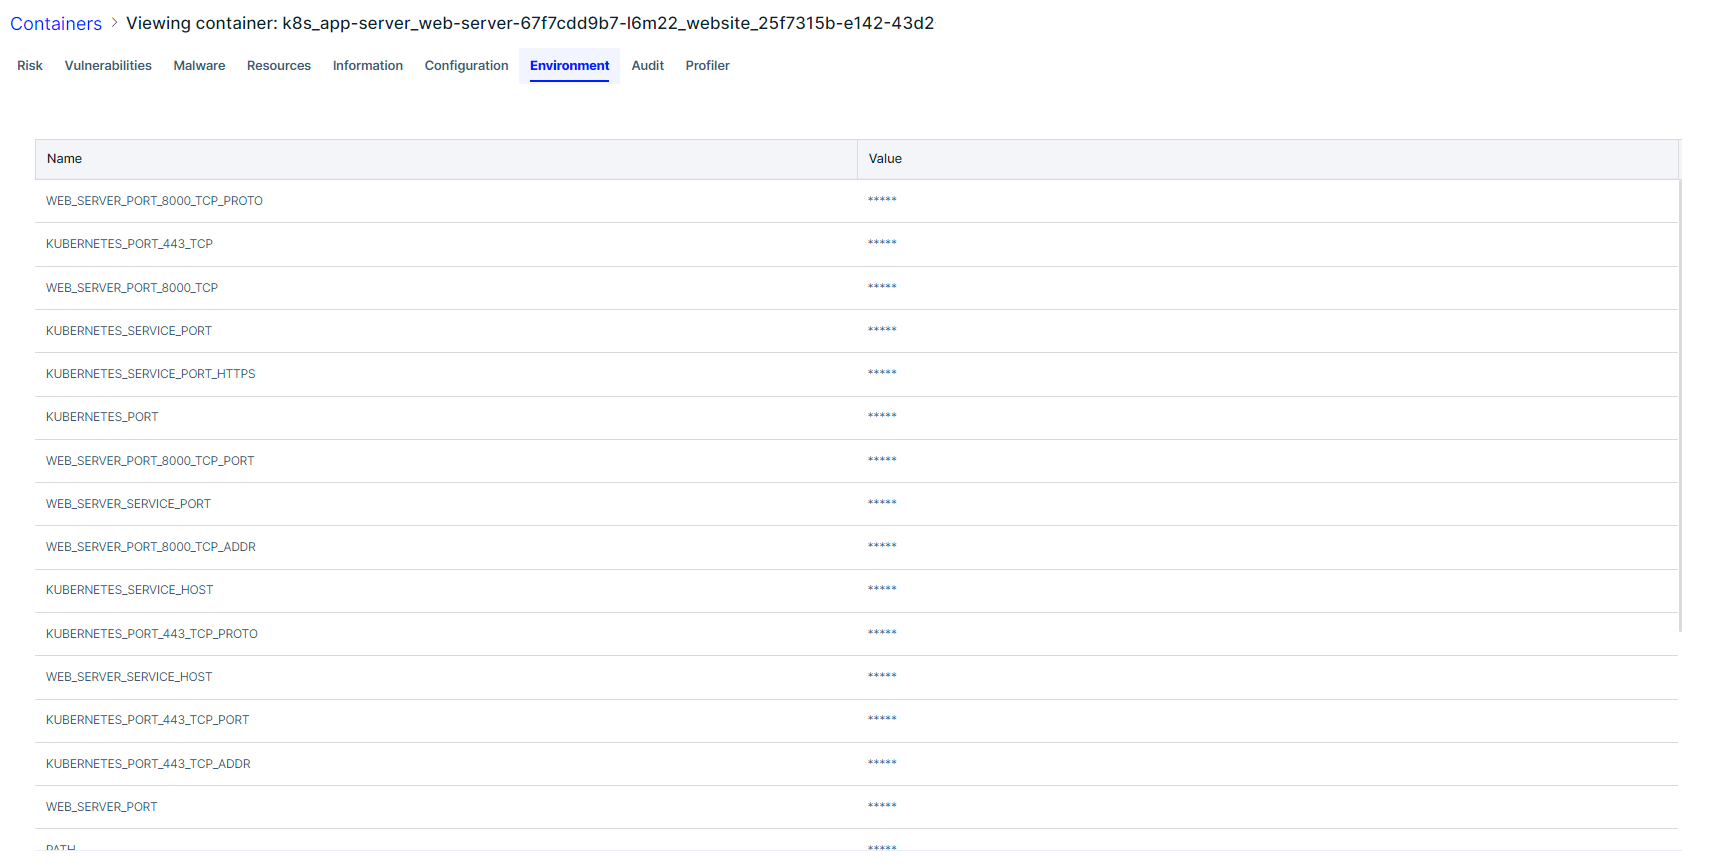 Containers > Viewing container: k8s_app-server_web-server-67f7cdd9b7-l6m22_website_25f7315b-e142-43d2
Risk Vulnerabilities Malware Resources Information Configuration Environment Audit Profiler
Name Value
WEB_SERVER_PORT_8000_TCP_PROTO *****
KUBERNETES_PORT_443_TCP *****
WEB_SERVER_PORT_8000_TCP *****
KUBERNETES_SERVICE_PORT *****
KUBERNETES_SERVICE_PORT_HTTPS *****
KUBERNETES_PORT *****
WEB_SERVER_PORT_8000_TCP_PORT *****
WEB_SERVER_SERVICE_PORT *****
WEB_SERVER_PORT_8000_TCP_ADDR *****
KUBERNETES_SERVICE_HOST *****
KUBERNETES_PORT_443_TCP_PROTO *****
WEB_SERVER_SERVICE_HOST *****
KUBERNETES_PORT_443_TCP_PORT *****
KUBERNETES_PORT_443_TCP_ADDR *****
WEB_SERVER_PORT *****
PATH *****